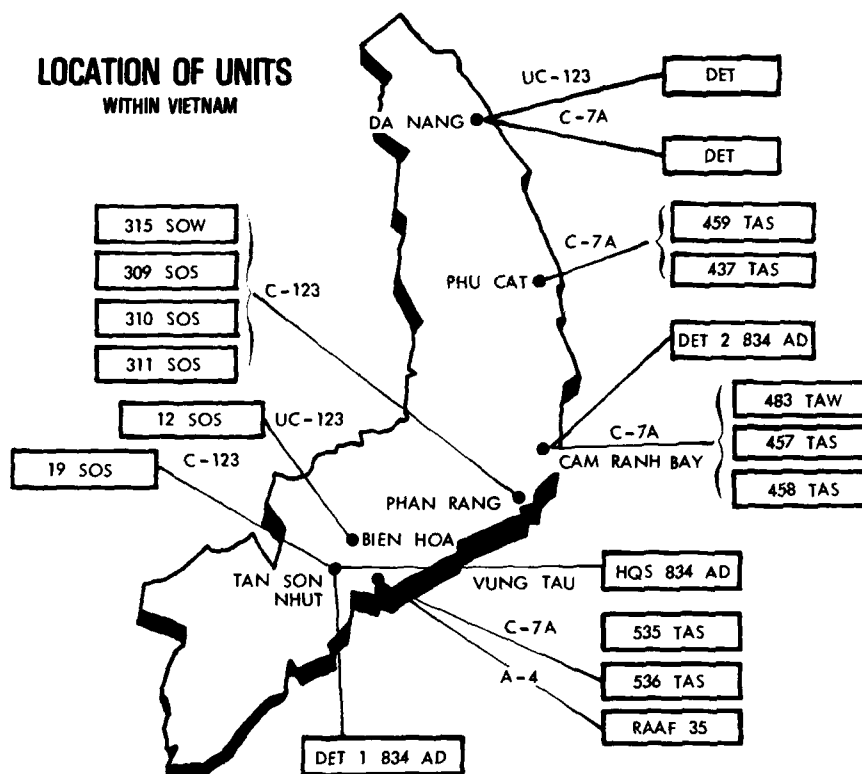 LOCATION OF UNITS
WITHIN VIETNAM
UC-123
DET
C-7A
DA NANG
DET
315 SOW
309 SOS
310 SOS
311 SOS
C-123
459 TAS
C-7A
437 TAS
PHU CAT
DET 2 834 AD
12 SOS
UC-123
483 TAW
C-7A
457 TAS
458 TAS
CAM RANH BAY
19 SOS
C-123
PHAN RANG
BIEN HOA
TAN SON
NHUT
VUNG TAU
HQS 834 AD
C-7A
535 TAS
536 TAS
A-4
RAAF 35
DET 1 834 AD